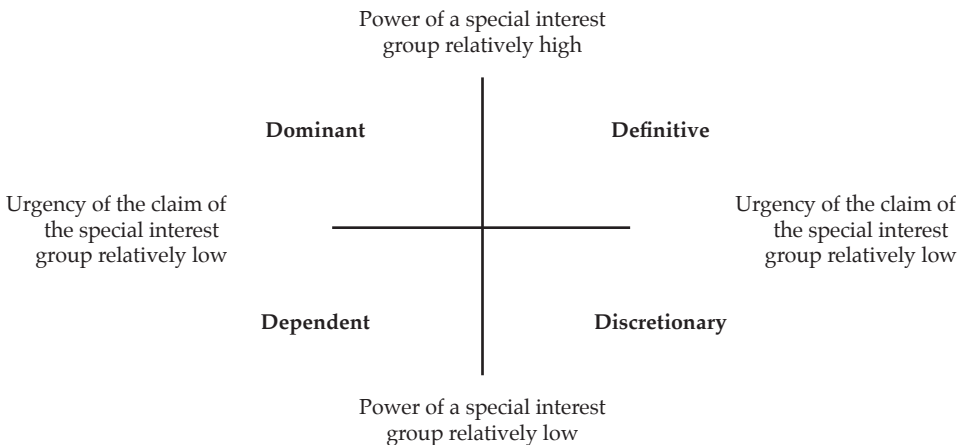 Power of a special interest
group relatively high
Dominant
Definitive
Urgency of the claim of
the special interest
group relatively low
Urgency of the claim of
the special interest
group relatively low
Dependent
Discretionary
Power of a special interest
group relatively low